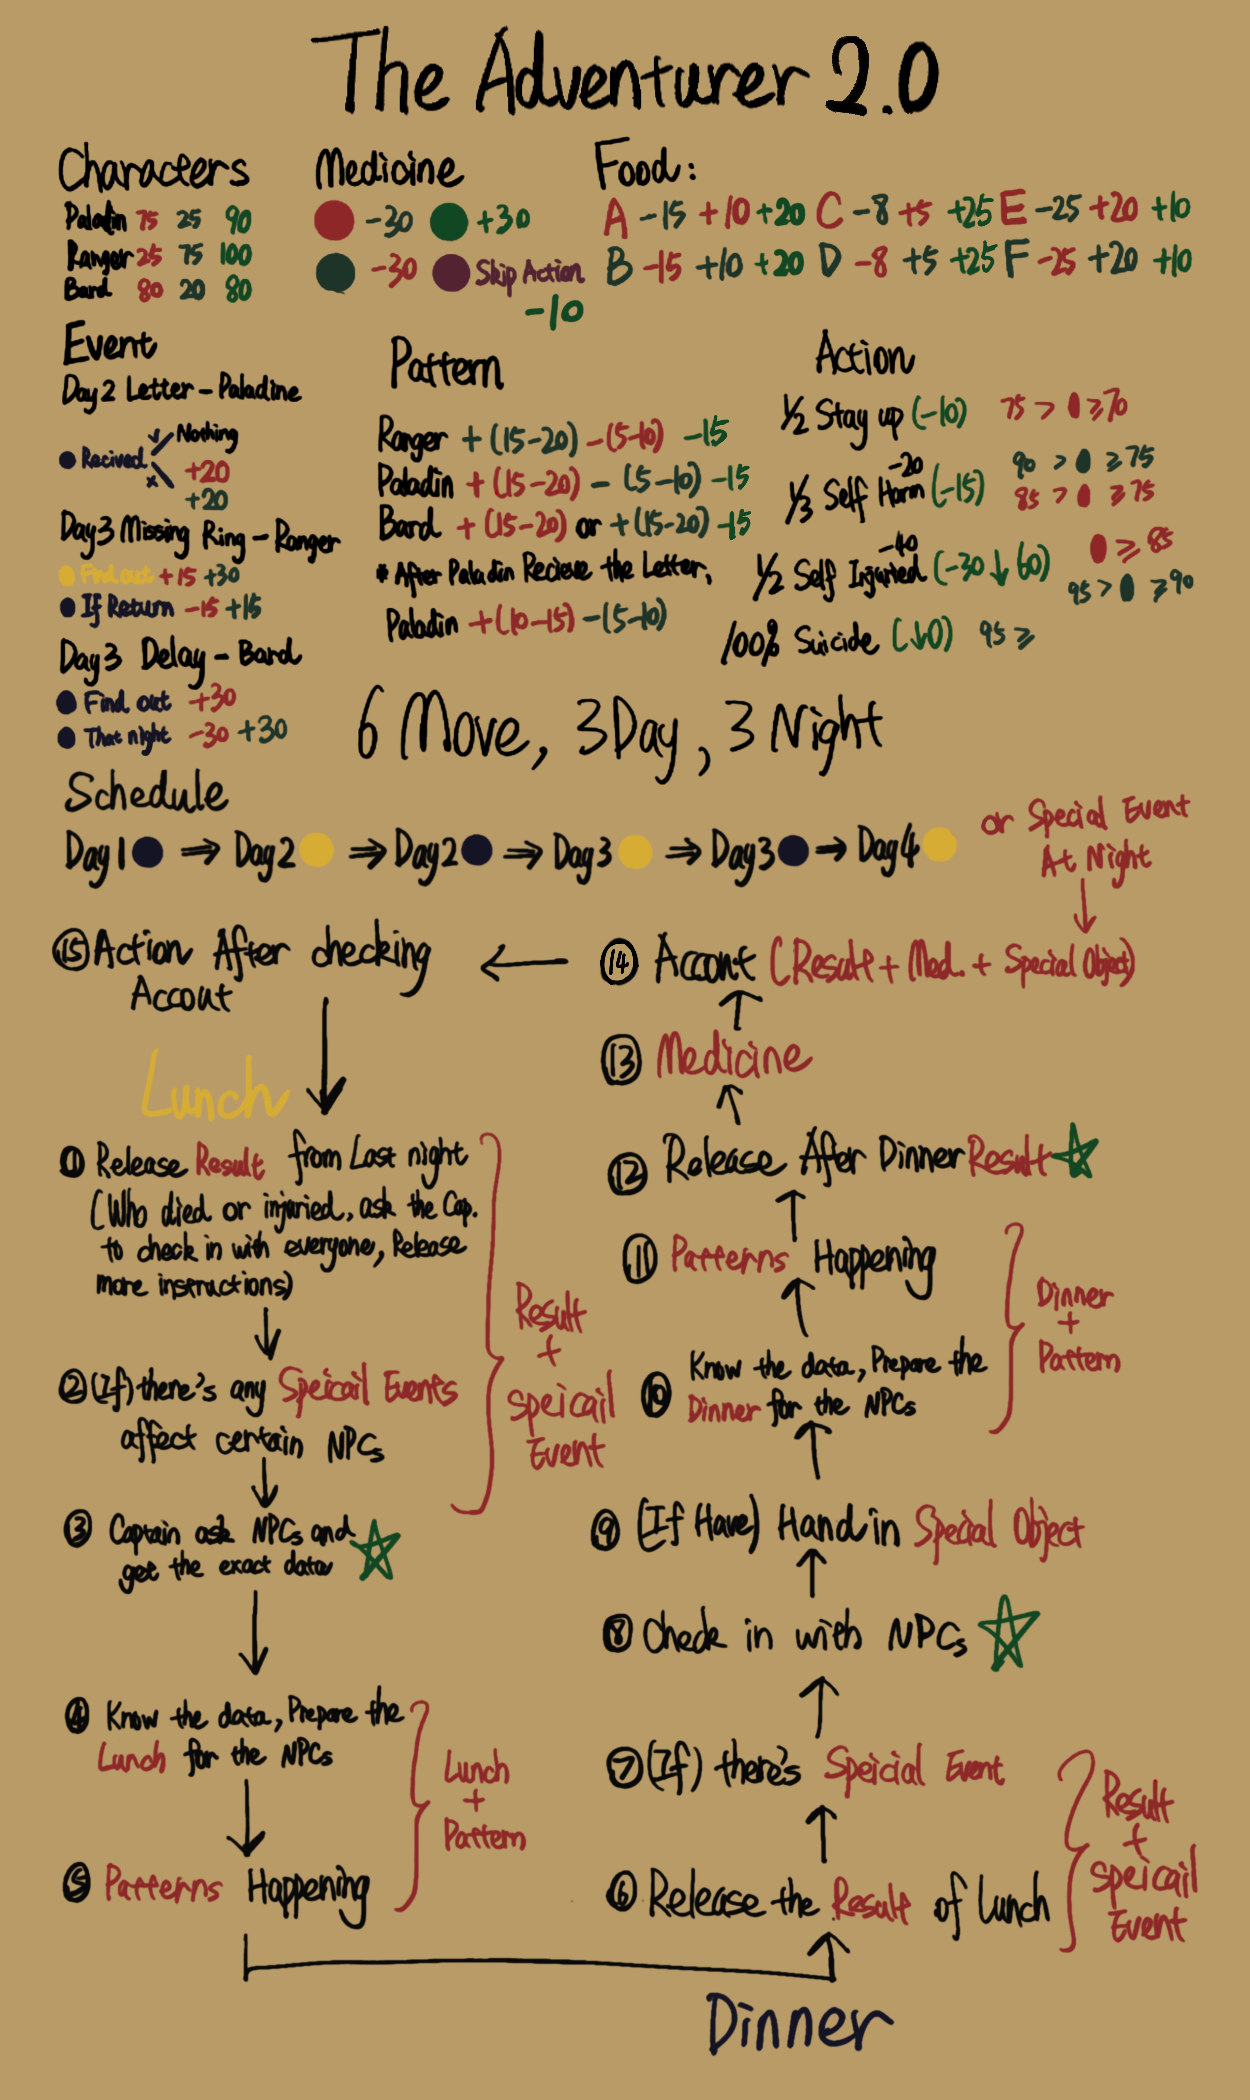 The Adventurer 2.0
Characters
Paladin 75 25 90
Ranger 25 75 100
Bard 80 20 80
Medicine
-30 +30
-30 Skip Action
-10
Food:
A -15 +10 +20 C -8 +5 +25 E -25 +20 +10
B -15 +10 +20 D -8 +5 +25 F -25 +20 +10
Event
Day 2 Letter - Paladine
Recived
v Nothing
x +20
+20
Day 3 Missing Ring - Ranger
Find out +15 +30
If Return -15 +15
Day 3 Delay - Bard
Find out +30
That night -30 +30
Pattern
Ranger + (15-20) - (5-10) -15
Paladin + (15-20) - (5-10) -15
Bard + (15-20) or + (15-20) -15
* After Paladin Recieve the Letter,
Paladin + (10-15) - (5-10)
Action
1/2 Stay up (-10) 75 > ≥ 70
-20 90 > ≥ 75
1/3 Self Harm (-15) 85 > ≥ 75
-40 ≥ 85
1/2 Self Injuried (-30 ↓ 60) 95 > ≥ 90
100% Suicide (↓0) 95 ≥
6 Move, 3 Day, 3 Night
Schedule
Day 1 ⇒ Day 2 ⇒ Day 2 ⇒ Day 3 ⇒ Day 3 ⇒ Day 4
or Special Event
At Night
⑮ Action After checking
Accout
⑭ Accont (Result + Med. + Special Object)
⑬ Medicine
⑫ Release After Dinner Result
⑪ Patterns Happening
⑩ Know the data, Prepare the
Dinner for the NPCs
Dinner
+
Pattern
⑨ (If Have) Hand in Special Object
⑧ Check in with NPCs
⑦ (If) there's Speicial Event
⑥ Release the Result of Lunch
Result
+
Speicail
Event
Lunch
① Release Result from Last night
(Who died or injuried, ask the Cap.
to check in with everyone, Release
more instructions)
② (If) there's any Speicail Events
affect certain NPCs
Result
+
Speicail
Event
③ Captain ask NPCs and
get the exact data
④ Know the data, Prepare the
Lunch for the NPCs
⑤ Patterns Happening
Lunch
+
Pattern
Dinner